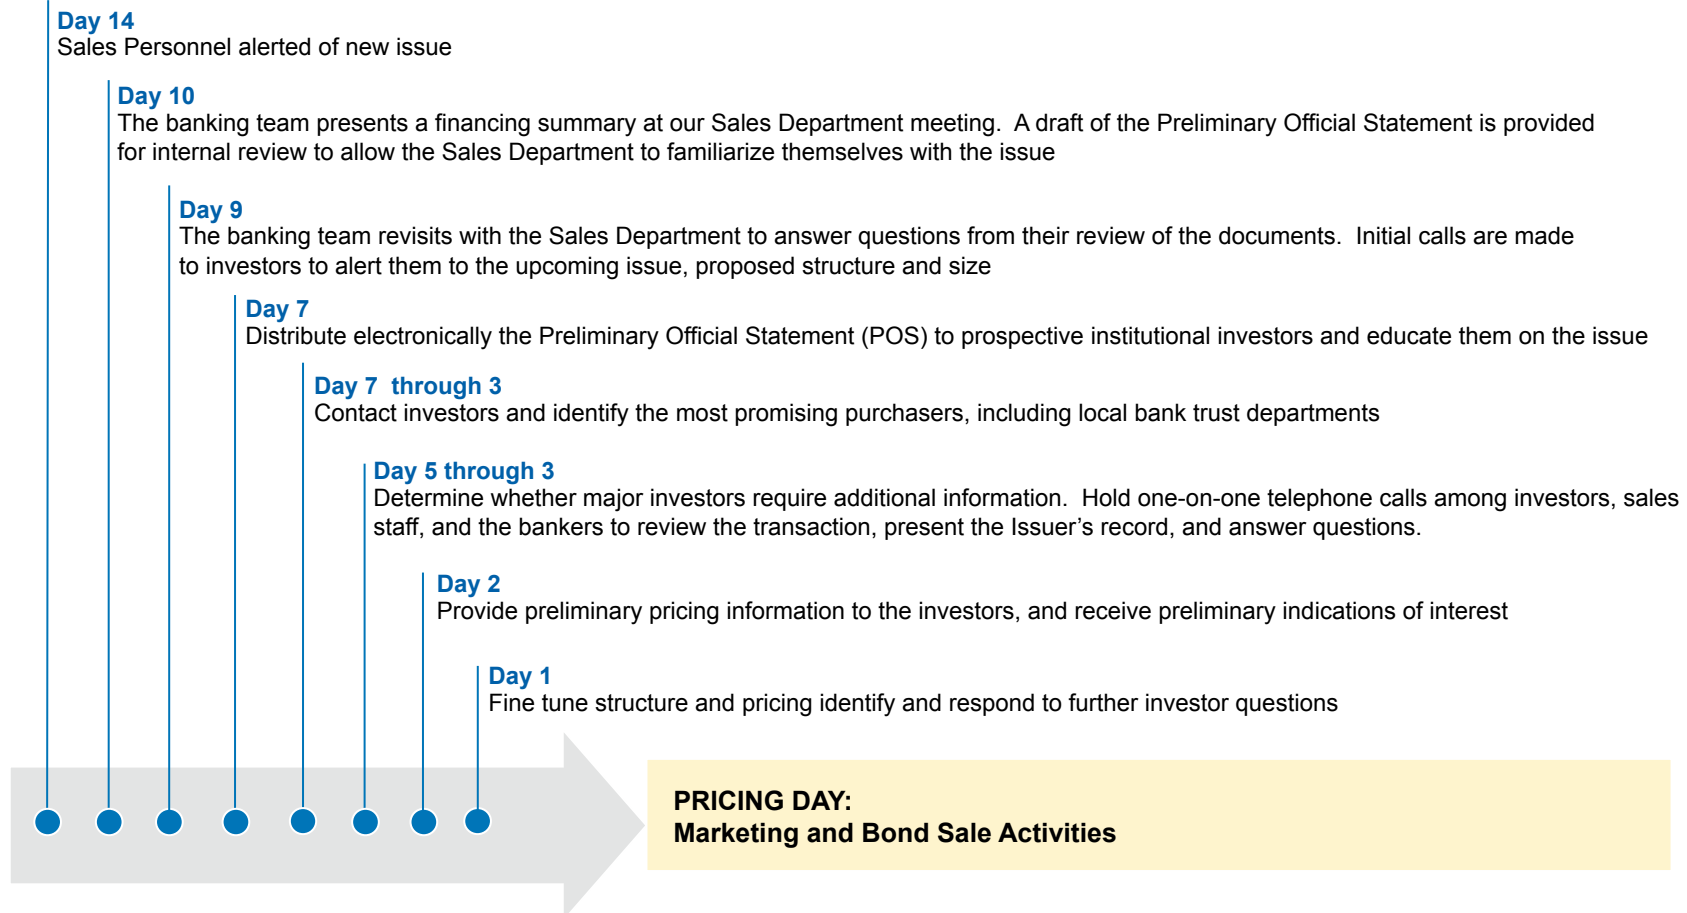 Day 14
Sales Personnel alerted of new issue
Day 10
The banking team presents a financing summary at our Sales Department meeting.  A draft of the Preliminary Official Statement is provided
for internal review to allow the Sales Department to familiarize themselves with the issue
Day 9
The banking team revisits with the Sales Department to answer questions from their review of the documents.  Initial calls are made
to investors to alert them to the upcoming issue, proposed structure and size
Day 7
Distribute electronically the Preliminary Official Statement (POS) to prospective institutional investors and educate them on the issue
Day 7  through 3
Contact investors and identify the most promising purchasers, including local bank trust departments
Day 5 through 3
Determine whether major investors require additional information.  Hold one-on-one telephone calls among investors, sales
staff, and the bankers to review the transaction, present the Issuer’s record, and answer questions.
Day 2
Provide preliminary pricing information to the investors, and receive preliminary indications of interest
Day 1
Fine tune structure and pricing identify and respond to further investor questions
PRICING DAY:
Marketing and Bond Sale Activities